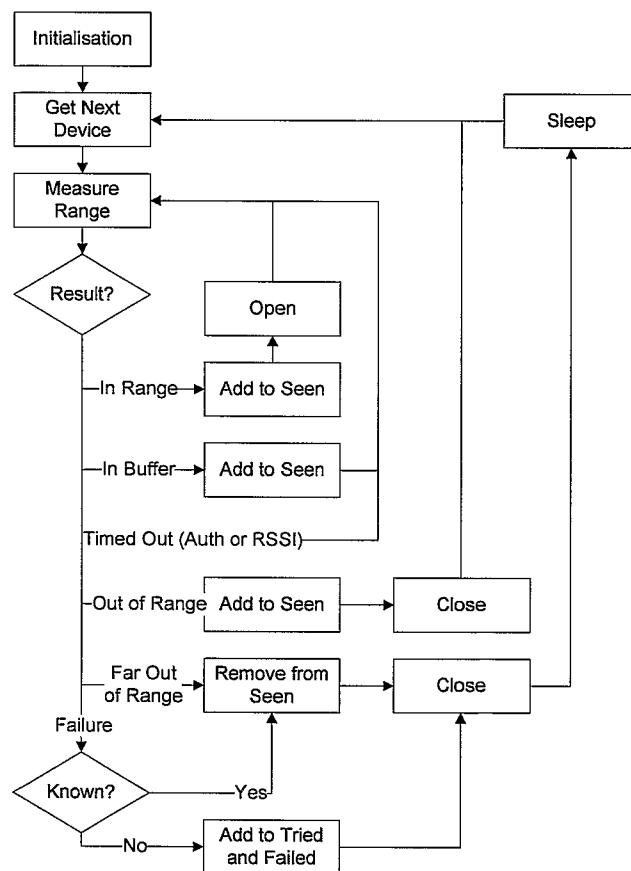 Initialisation
Get Next
Device
Sleep
Measure
Range
Result?
Open
In Range
Add to Seen
In Buffer
Add to Seen
Timed Out (Auth or RSSI)
Out of Range
Add to Seen
Close
Far Out
of Range
Remove from
Seen
Close
Failure
Known?
Yes
No
Add to Tried
and Failed